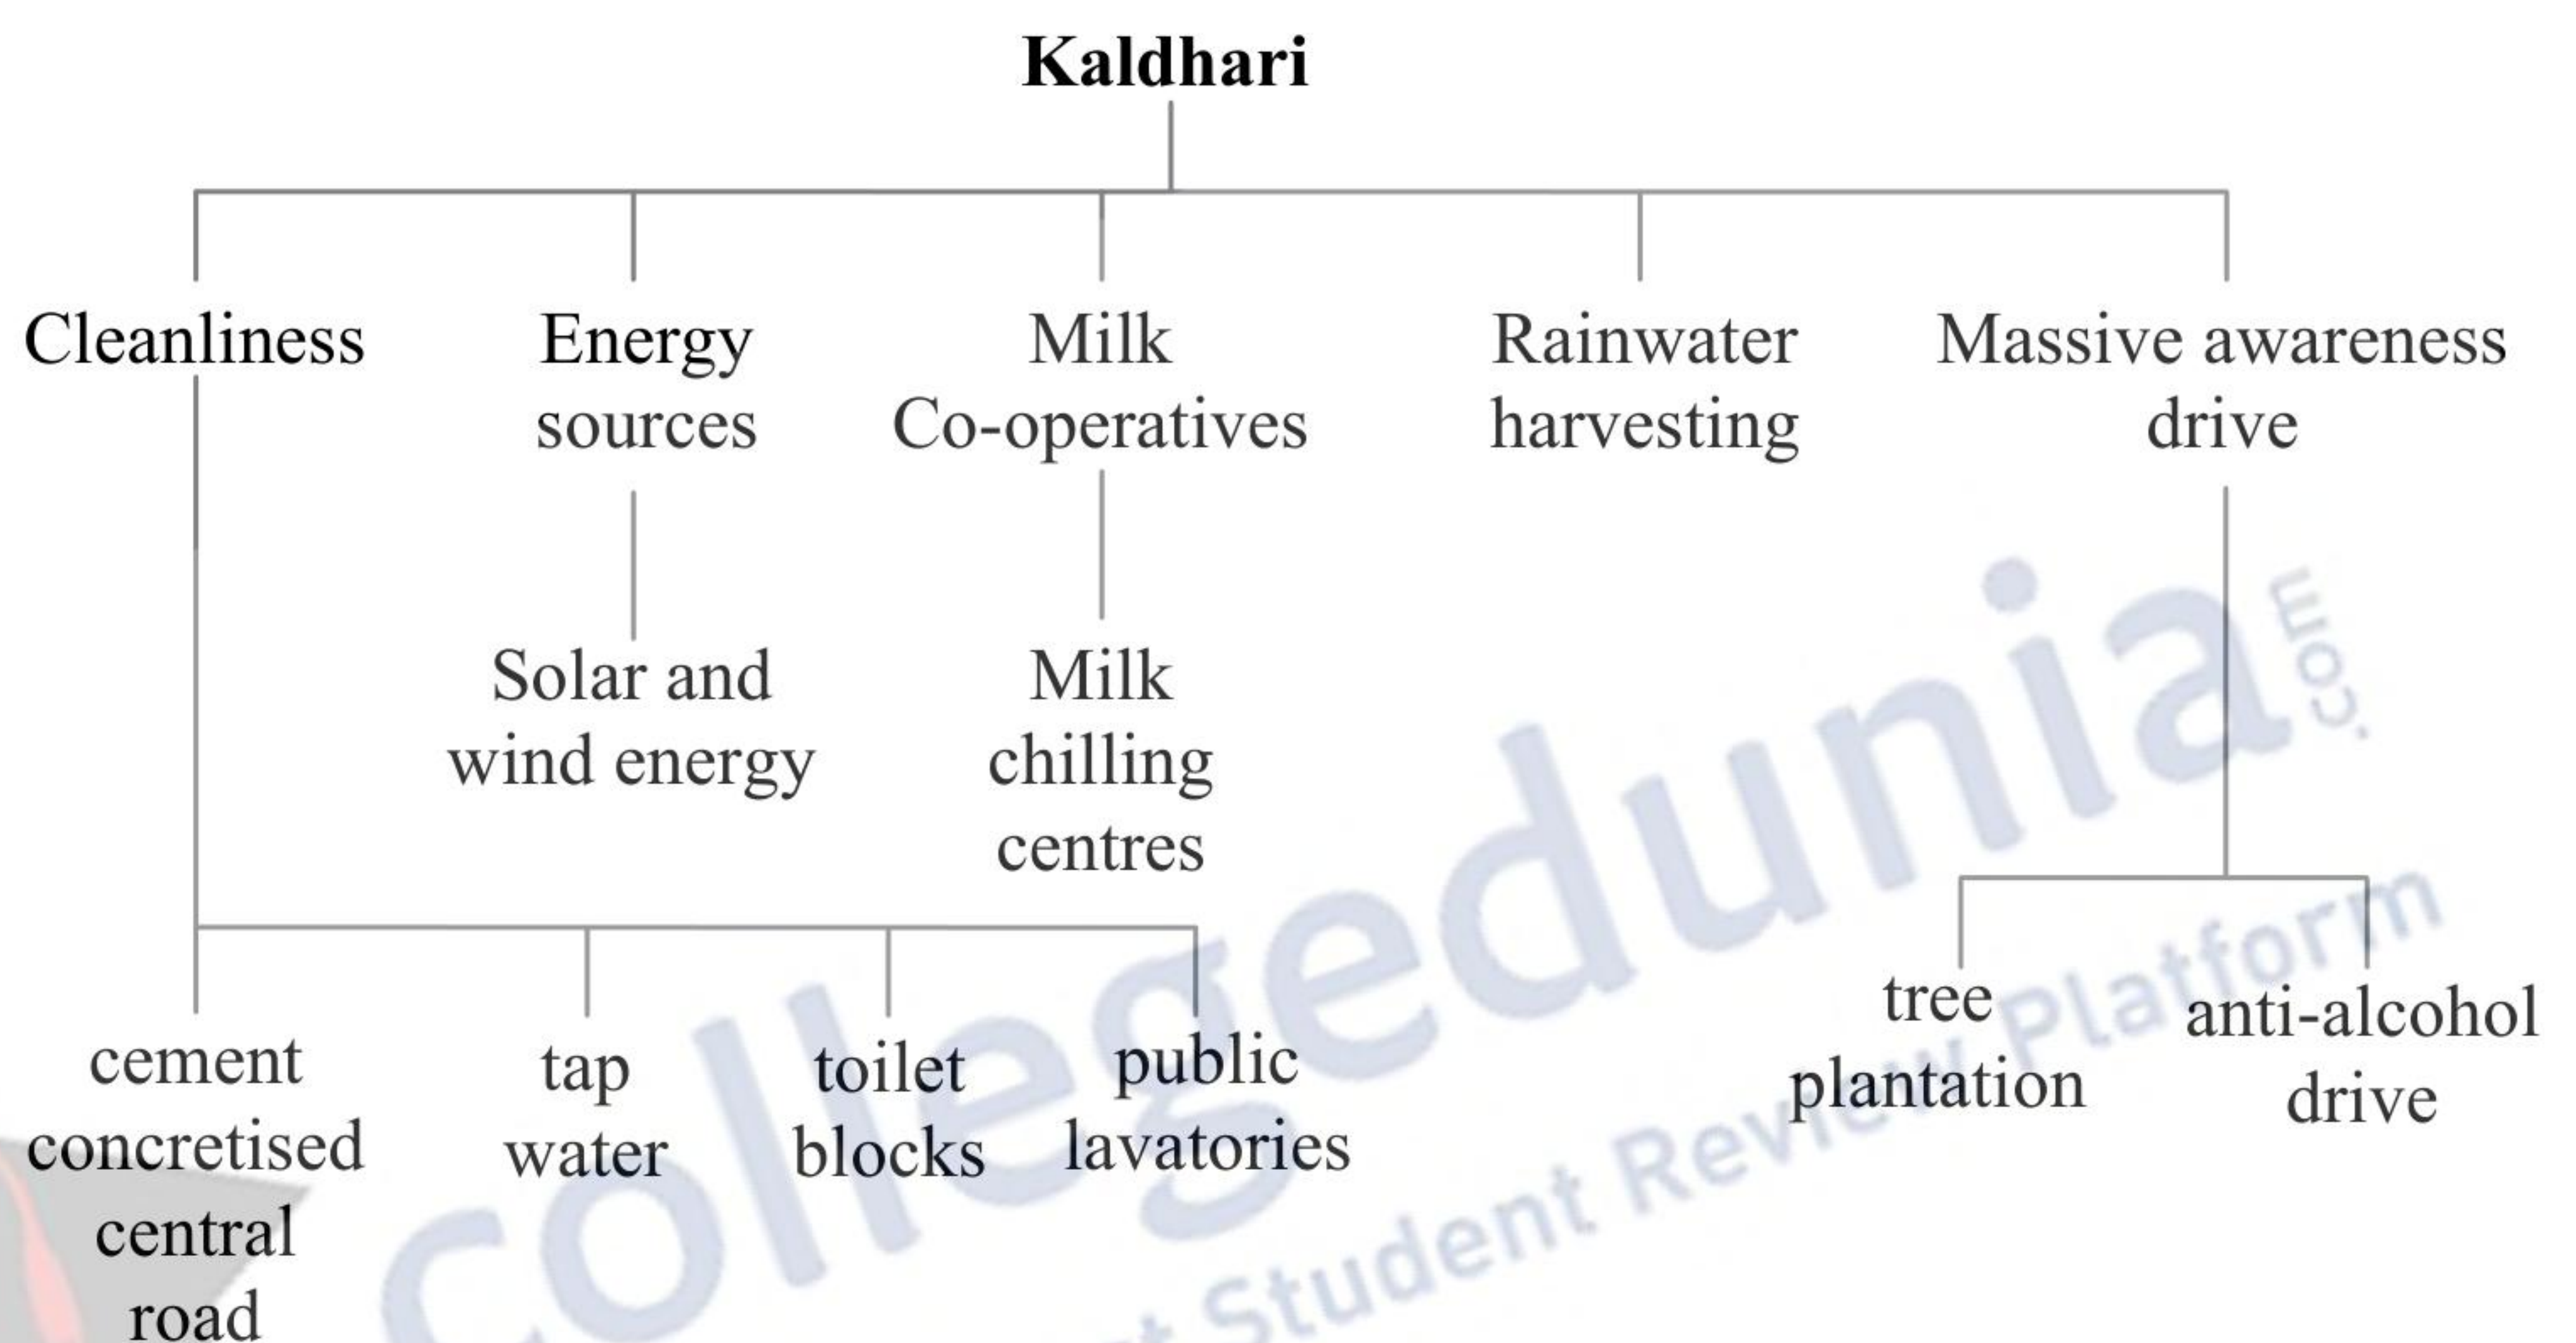 Kaldhari
Cleanliness
Energy
sources
Milk
Co-operatives
Rainwater
harvesting
Massive awareness
drive
Solar and
wind energy
Milk
chilling
centres
cement
concretised
central
road
tap
water
toilet
blocks
public
lavatories
tree
plantation
anti-alcohol
drive
collegedunia
.com
Student Review Platform